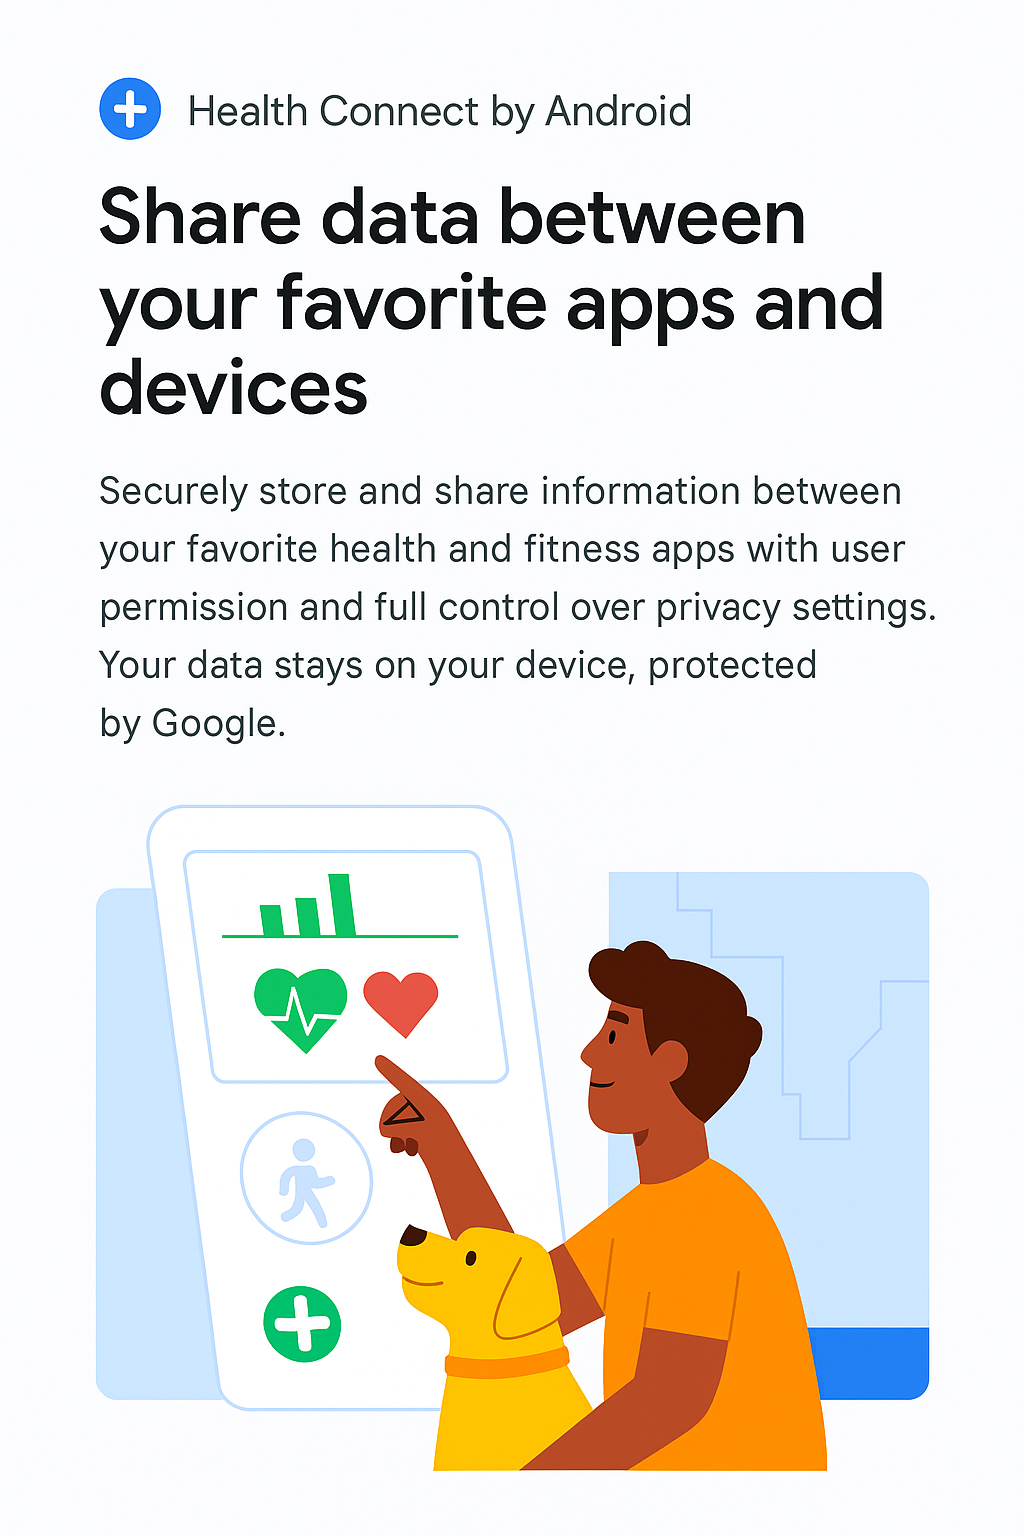 Health Connect by Android
Share data between
your favorite apps and
devices
Securely store and share information between
your favorite health and fitness apps with user
permission and full control over privacy settings.
Your data stays on your device, protected
by Google.